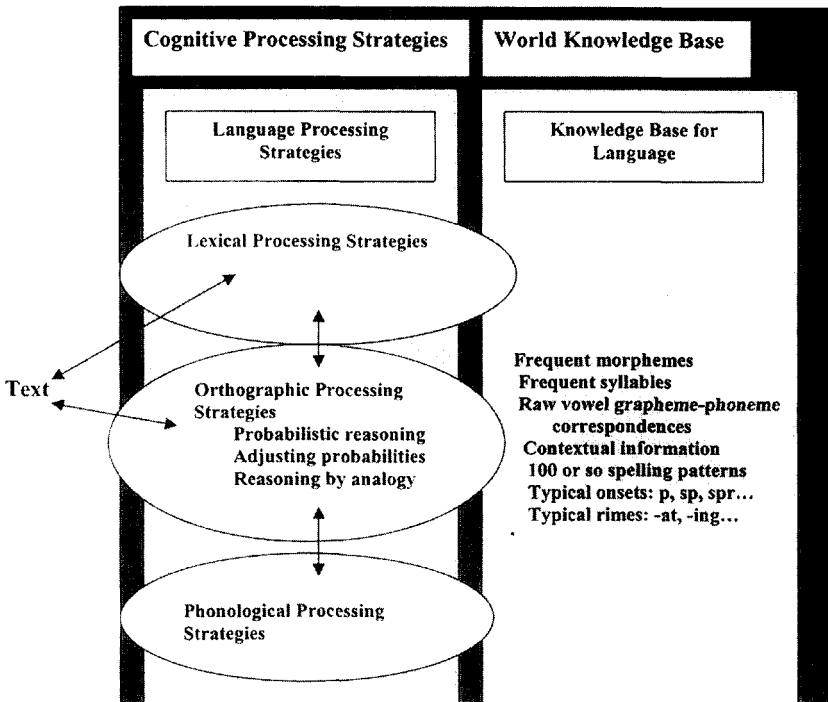 Cognitive Processing Strategies
World Knowledge Base
Language Processing
Strategies
Knowledge Base for
Language
Lexical Processing Strategies
Text
Orthographic Processing
Strategies
Probabilistic reasoning
Adjusting probabilities
Reasoning by analogy
Frequent morphemes
Frequent syllables
Raw vowel grapheme-phoneme
correspondences
Contextual information
100 or so spelling patterns
Typical onsets: p, sp, spr...
Typical rimes: -at, -ing...
Phonological Processing
Strategies